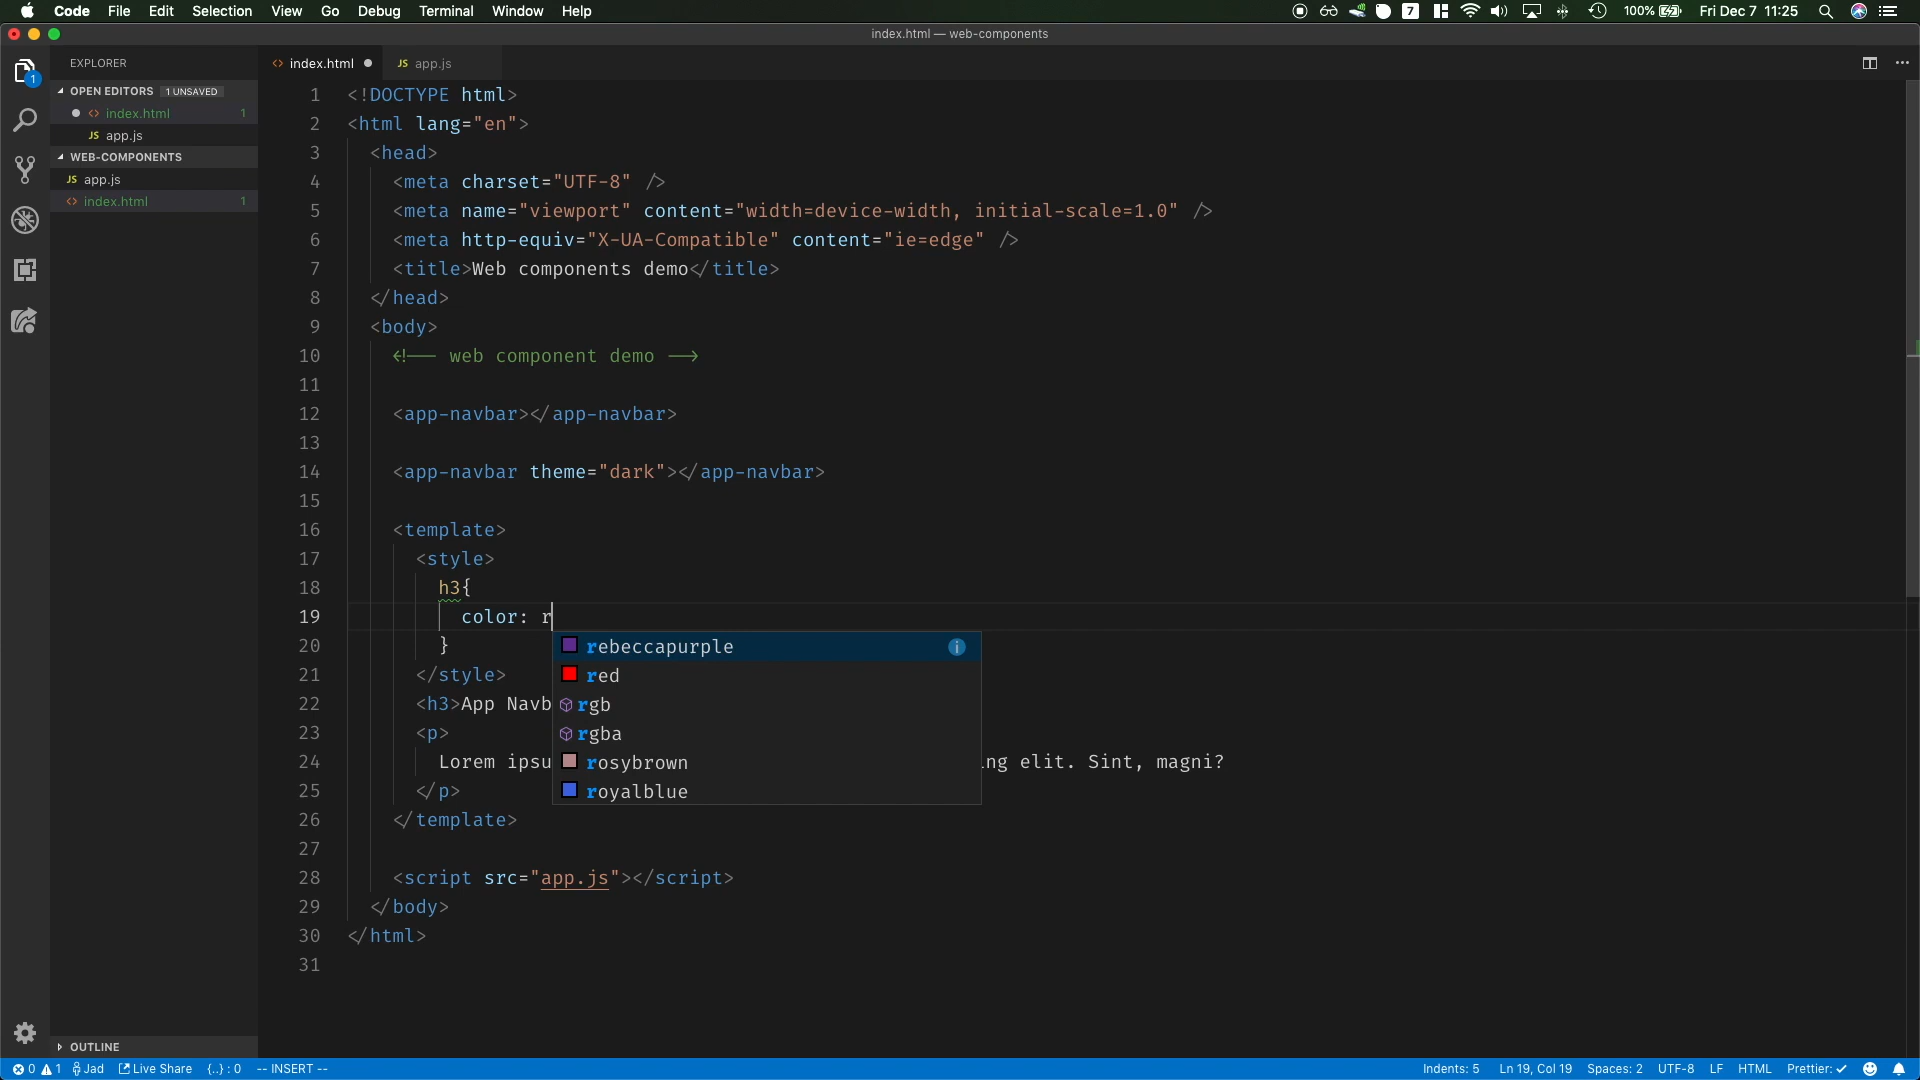 Code File Edit Selection View Go Debug Terminal Window Help 7 100% Fri Dec 7 11:25
index.html — web-components
1
EXPLORER
OPEN EDITORS 1 UNSAVED
index.html 1
JS app.js
WEB-COMPONENTS
JS app.js
index.html 1
OUTLINE
index.html JS app.js
1 <!DOCTYPE html>
2 <html lang="en">
3 <head>
4 <meta charset="UTF-8" />
5 <meta name="viewport" content="width=device-width, initial-scale=1.0" />
6 <meta http-equiv="X-UA-Compatible" content="ie=edge" />
7 <title>Web components demo</title>
8 </head>
9 <body>
10 <!-- web component demo -->
11
12 <app-navbar></app-navbar>
13
14 <app-navbar theme="dark"></app-navbar>
15
16 <template>
17 <style>
18 h3{
19 color: r
20 }
21 </style>
22 <h3>App Navb
23 <p>
24 Lorem ipsu ng elit. Sint, magni?
25 </p>
26 </template>
27
28 <script src="app.js"></script>
29 </body>
30 </html>
31
rebeccapurple
red
rgb
rgba
rosybrown
royalblue
0 1 Jad Live Share {..} : 0 -- INSERT -- Indents: 5 Ln 19, Col 19 Spaces: 2 UTF-8 LF HTML Prettier: ✓